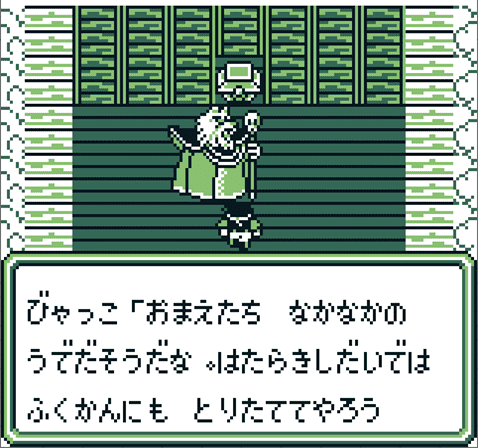 びゃっこ「おまえたち　なかなかの
うでだそうだな。はたらきしだいでは
ふくかんにも　とりたててやろう